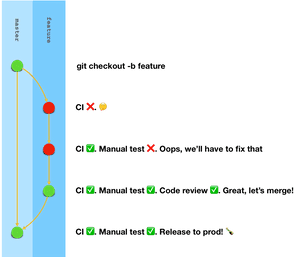 master
feature
git checkout -b feature
CI ❌. 🤔
CI ✅. Manual test ❌. Oops, we'll have to fix that
CI ✅. Manual test ✅. Code review ✅. Great, let's merge!
CI ✅. Manual test ✅. Release to prod! 🍾